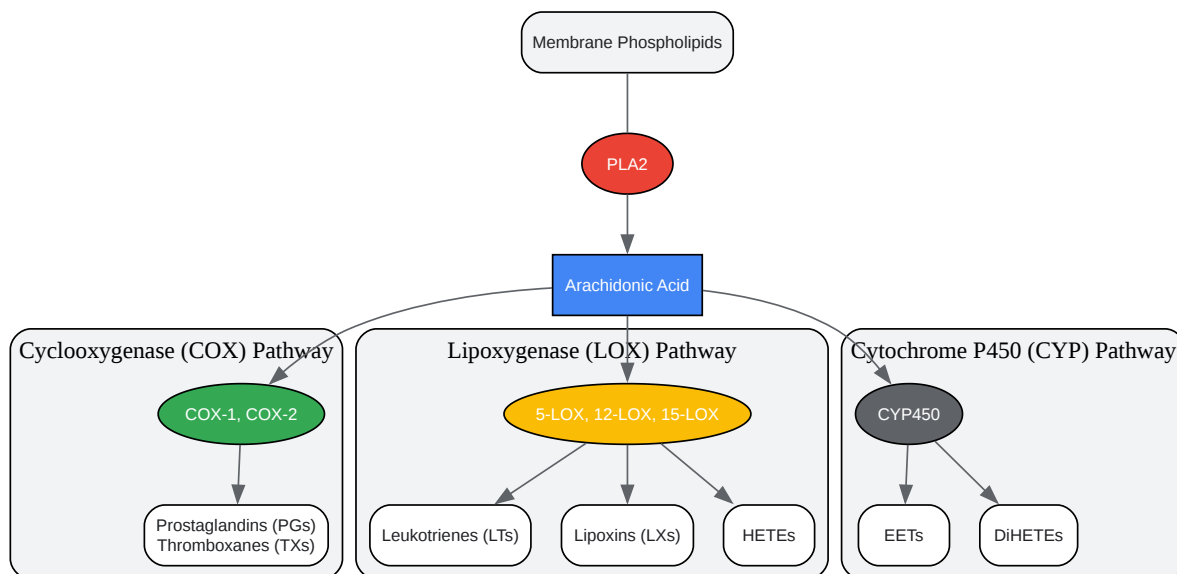 Membrane Phospholipids
PLA2
Arachidonic Acid
Cyclooxygenase (COX) Pathway
Lipoxygenase (LOX) Pathway
Cytochrome P450 (CYP) Pathway
COX-1, COX-2
5-LOX, 12-LOX, 15-LOX
CYP450
Prostaglandins (PGs)
Thromboxanes (TXs)
Leukotrienes (LTs)
Lipoxins (LXs)
HETEs
EETs
DiHETEs